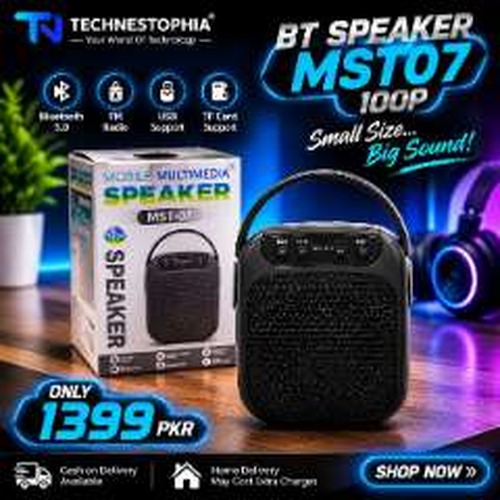 TECHNESTOPHIA®
Your World Of Technology
BT SPEAKER
MST07
100P
Small Size...
Big Sound!
Bluetooth
5.0
FM
Radio
USB
Support
TF Card
Support
MOBILE MULTIMEDIA
SPEAKER
MST-07
SPEAKER
ONLY
1399 PKR
Cash on Delivery
Available
Home Delivery
May Cost Extra Charges
SHOP NOW »